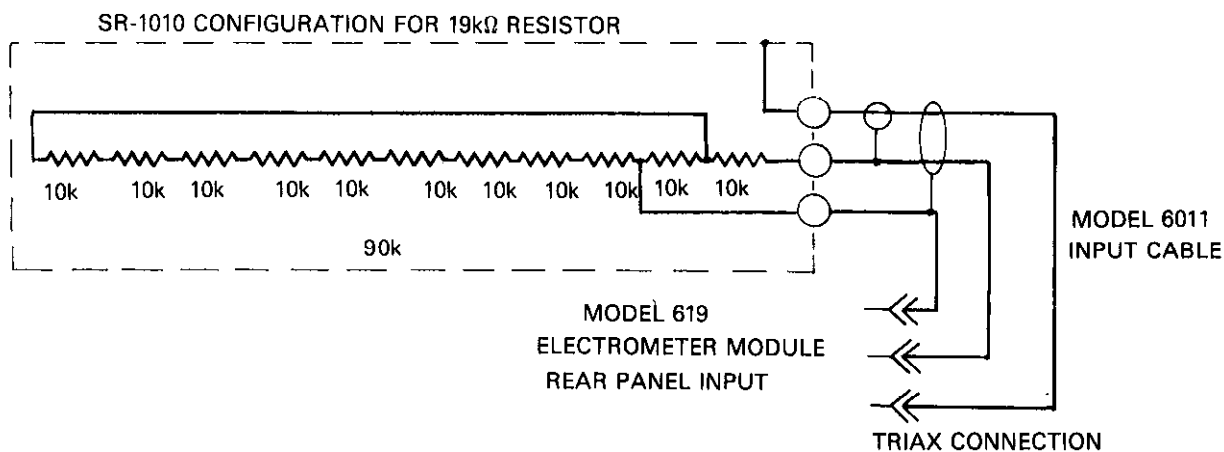 SR-1010 CONFIGURATION FOR 19kΩ RESISTOR
10k 10k 10k 10k 10k 10k 10k 10k 10k 10k 10k
90k
MODEL 6011
INPUT CABLE
MODEL 619
ELECTROMETER MODULE
REAR PANEL INPUT
TRIAX CONNECTION